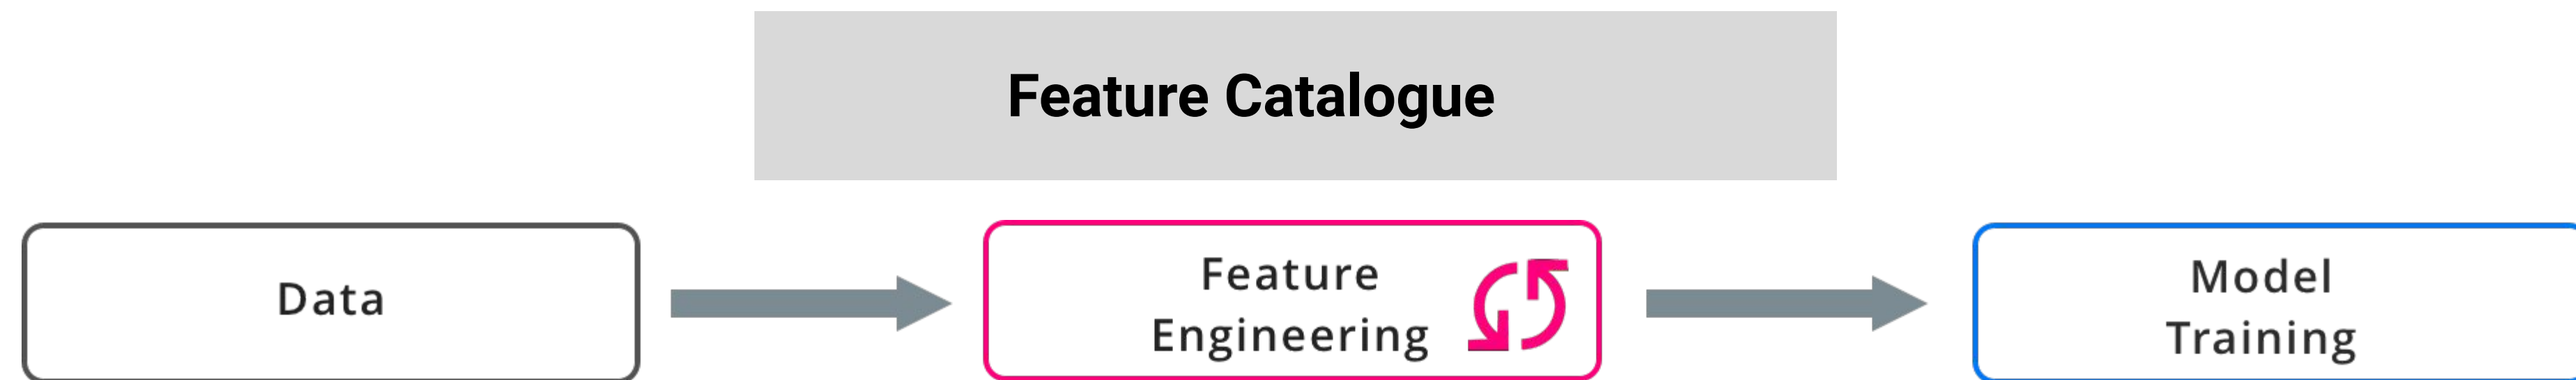 Feature Catalogue
Data
Feature
Engineering
Model
Training